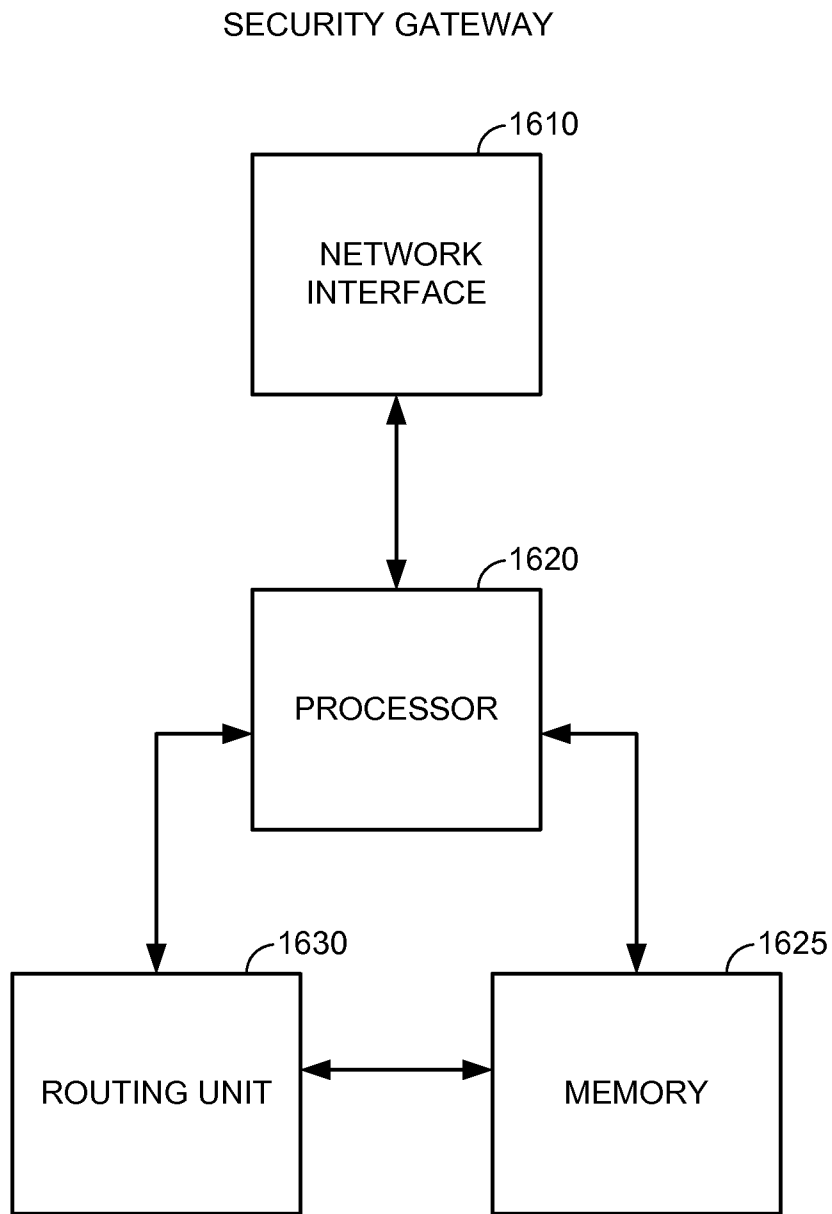 SECURITY GATEWAY
1610
NETWORK
INTERFACE
1620
PROCESSOR
1630
ROUTING UNIT
1625
MEMORY